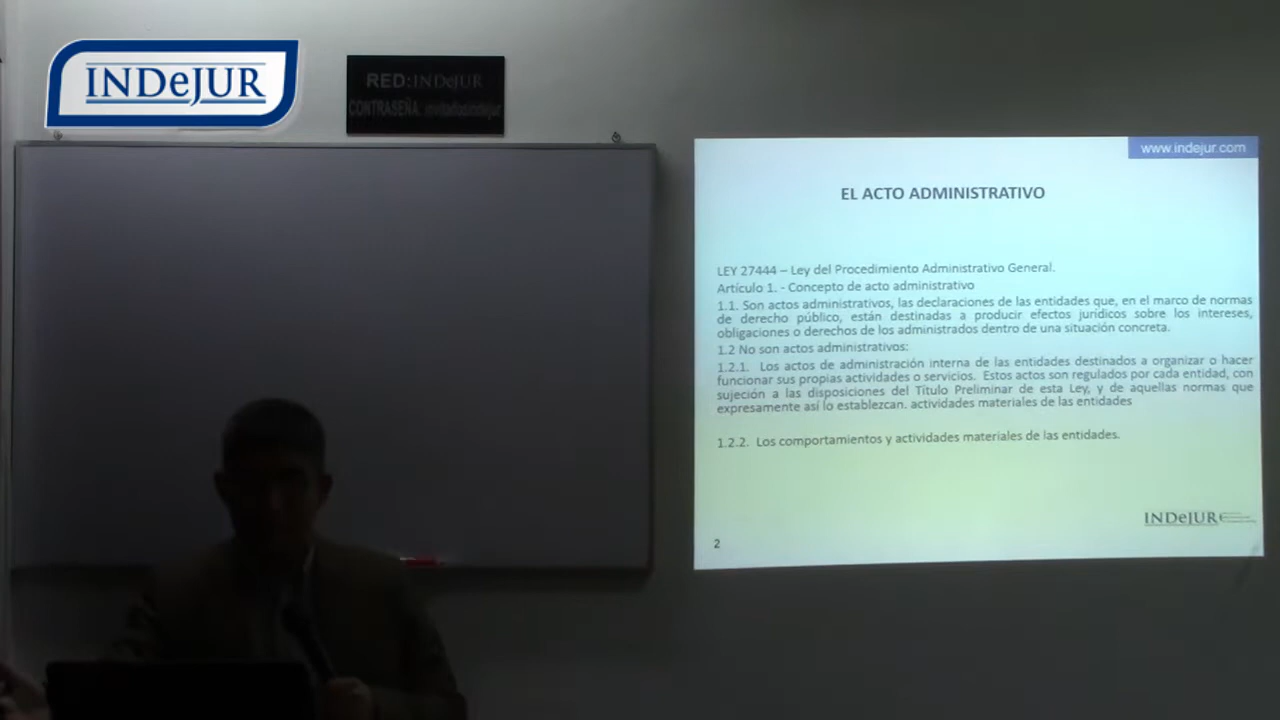 INDeJUR
RED:INDeJUR
CONTRASEÑA: invitadosindejur
www.indejur.com
EL ACTO ADMINISTRATIVO
LEY 27444 – Ley del Procedimiento Administrativo General.
Artículo 1. - Concepto de acto administrativo
1.1. Son actos administrativos, las declaraciones de las entidades que, en el marco de normas
de derecho público, están destinadas a producir efectos jurídicos sobre los intereses,
obligaciones o derechos de los administrados dentro de una situación concreta.
1.2 No son actos administrativos:
1.2.1. Los actos de administración interna de las entidades destinados a organizar o hacer
funcionar sus propias actividades o servicios. Estos actos son regulados por cada entidad, con
sujeción a las disposiciones del Título Preliminar de esta Ley, y de aquellas normas que
expresamente así lo establezcan. actividades materiales de las entidades
1.2.2. Los comportamientos y actividades materiales de las entidades.
INDeJUR
2